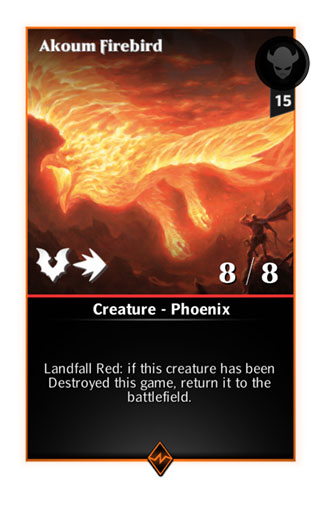 Akoum Firebird
15
8 / 8
Creature - Phoenix
Landfall Red: if this creature has been
Destroyed this game, return it to the
battlefield.